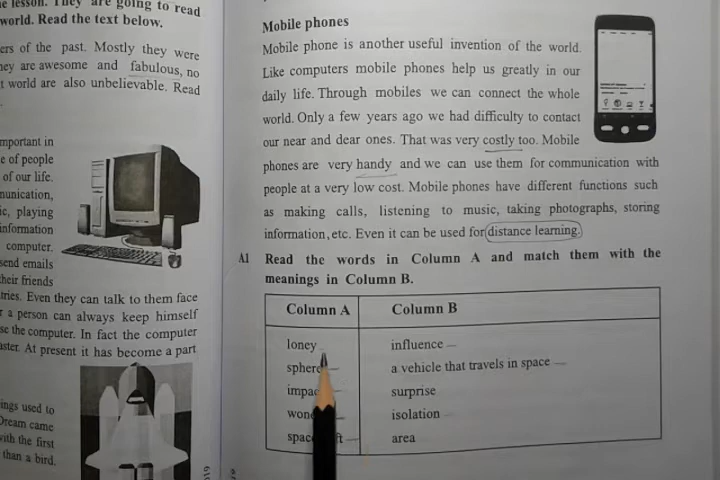 e lesson. They are going to read
world. Read the text below.
ers of the past. Mostly they were
ney are awesome and fabulous, no
t world are also unbelievable. Read
mportant in
e of people
of our life.
nunication,
ic, playing
information
computer.
send emails
their friends
tries. Even they can talk to them face
r a person can always keep himself
se the computer. In fact the computer
aster. At present it has become a part
ings used to
Dream came
with the first
than a bird.
Mobile phones
Mobile phone is another useful invention of the world.
Like computers mobile phones help us greatly in our
daily life. Through mobiles we can connect the whole
world. Only a few years ago we had difficulty to contact
our near and dear ones. That was very costly too. Mobile
phones are very handy and we can use them for communication with
people at a very low cost. Mobile phones have different functions such
as making calls, listening to music, taking photographs, storing
information, etc. Even it can be used for distance learning.
A1 Read the words in Column A and match them with the
meanings in Column B.
Column A Column B
loney influence
sphere a vehicle that travels in space
impac surprise
won isolation
spac ft area